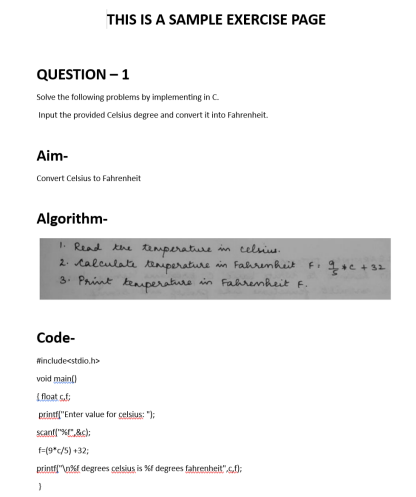 THIS IS A SAMPLE EXERCISE PAGE
QUESTION – 1
Solve the following problems by implementing in C.
Input the provided Celsius degree and convert it into Fahrenheit.
Aim-
Convert Celsius to Fahrenheit
Algorithm-
1. Read the temperature in celsius.
2. Calculate temperature in Fahrenheit F = 9/5 * c + 32
3. Print temperature in Fahrenheit F.
Code-
#include<stdio.h>
void main()
{ float c,f;
printf("Enter value for celsius: ");
scanf("%f",&c);
f=(9*c/5) +32;
printf("\n%f degrees celsius is %f degrees fahrenheit",c,f);
}